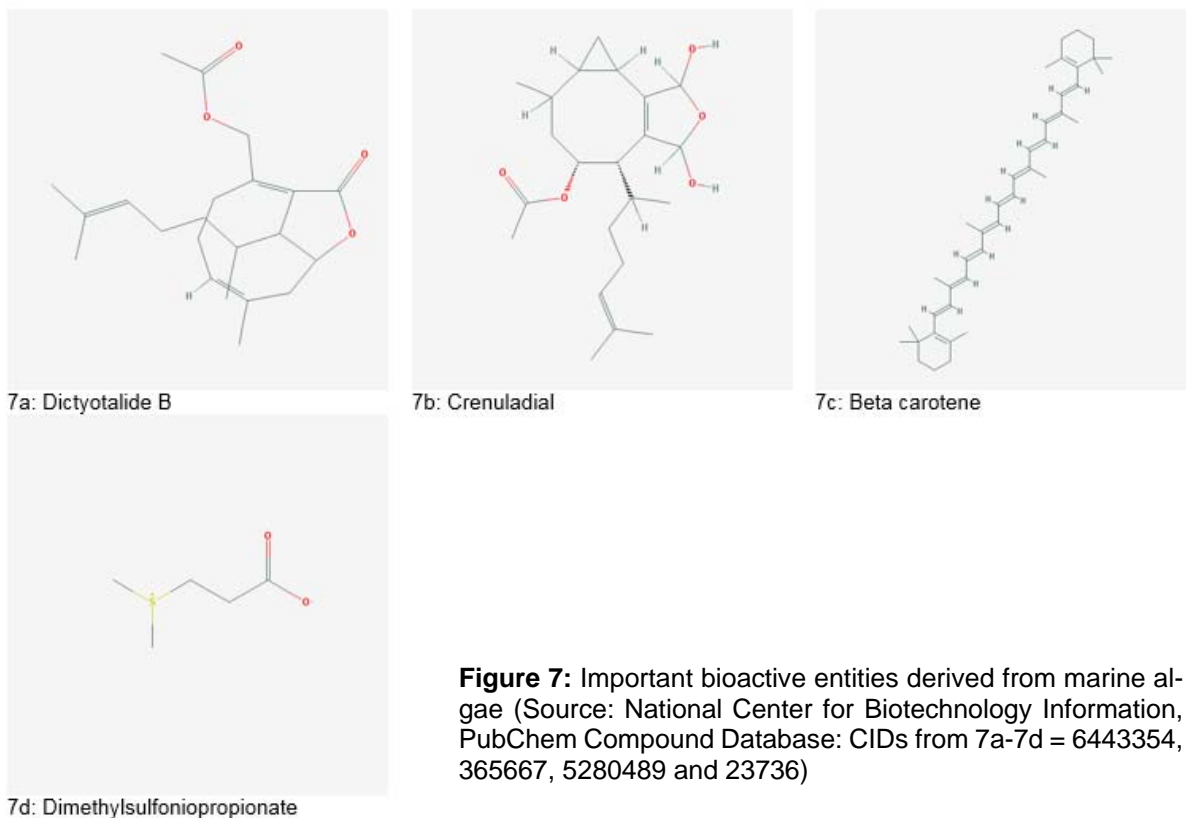 7a: Dictyotalide B
7b: Crenuladial
7c: Beta carotene
7d: Dimethylsulfoniopropionate
Figure 7: Important bioactive entities derived from marine al-
gae (Source: National Center for Biotechnology Information,
PubChem Compound Database: CIDs from 7a-7d = 6443354,
365667, 5280489 and 23736)